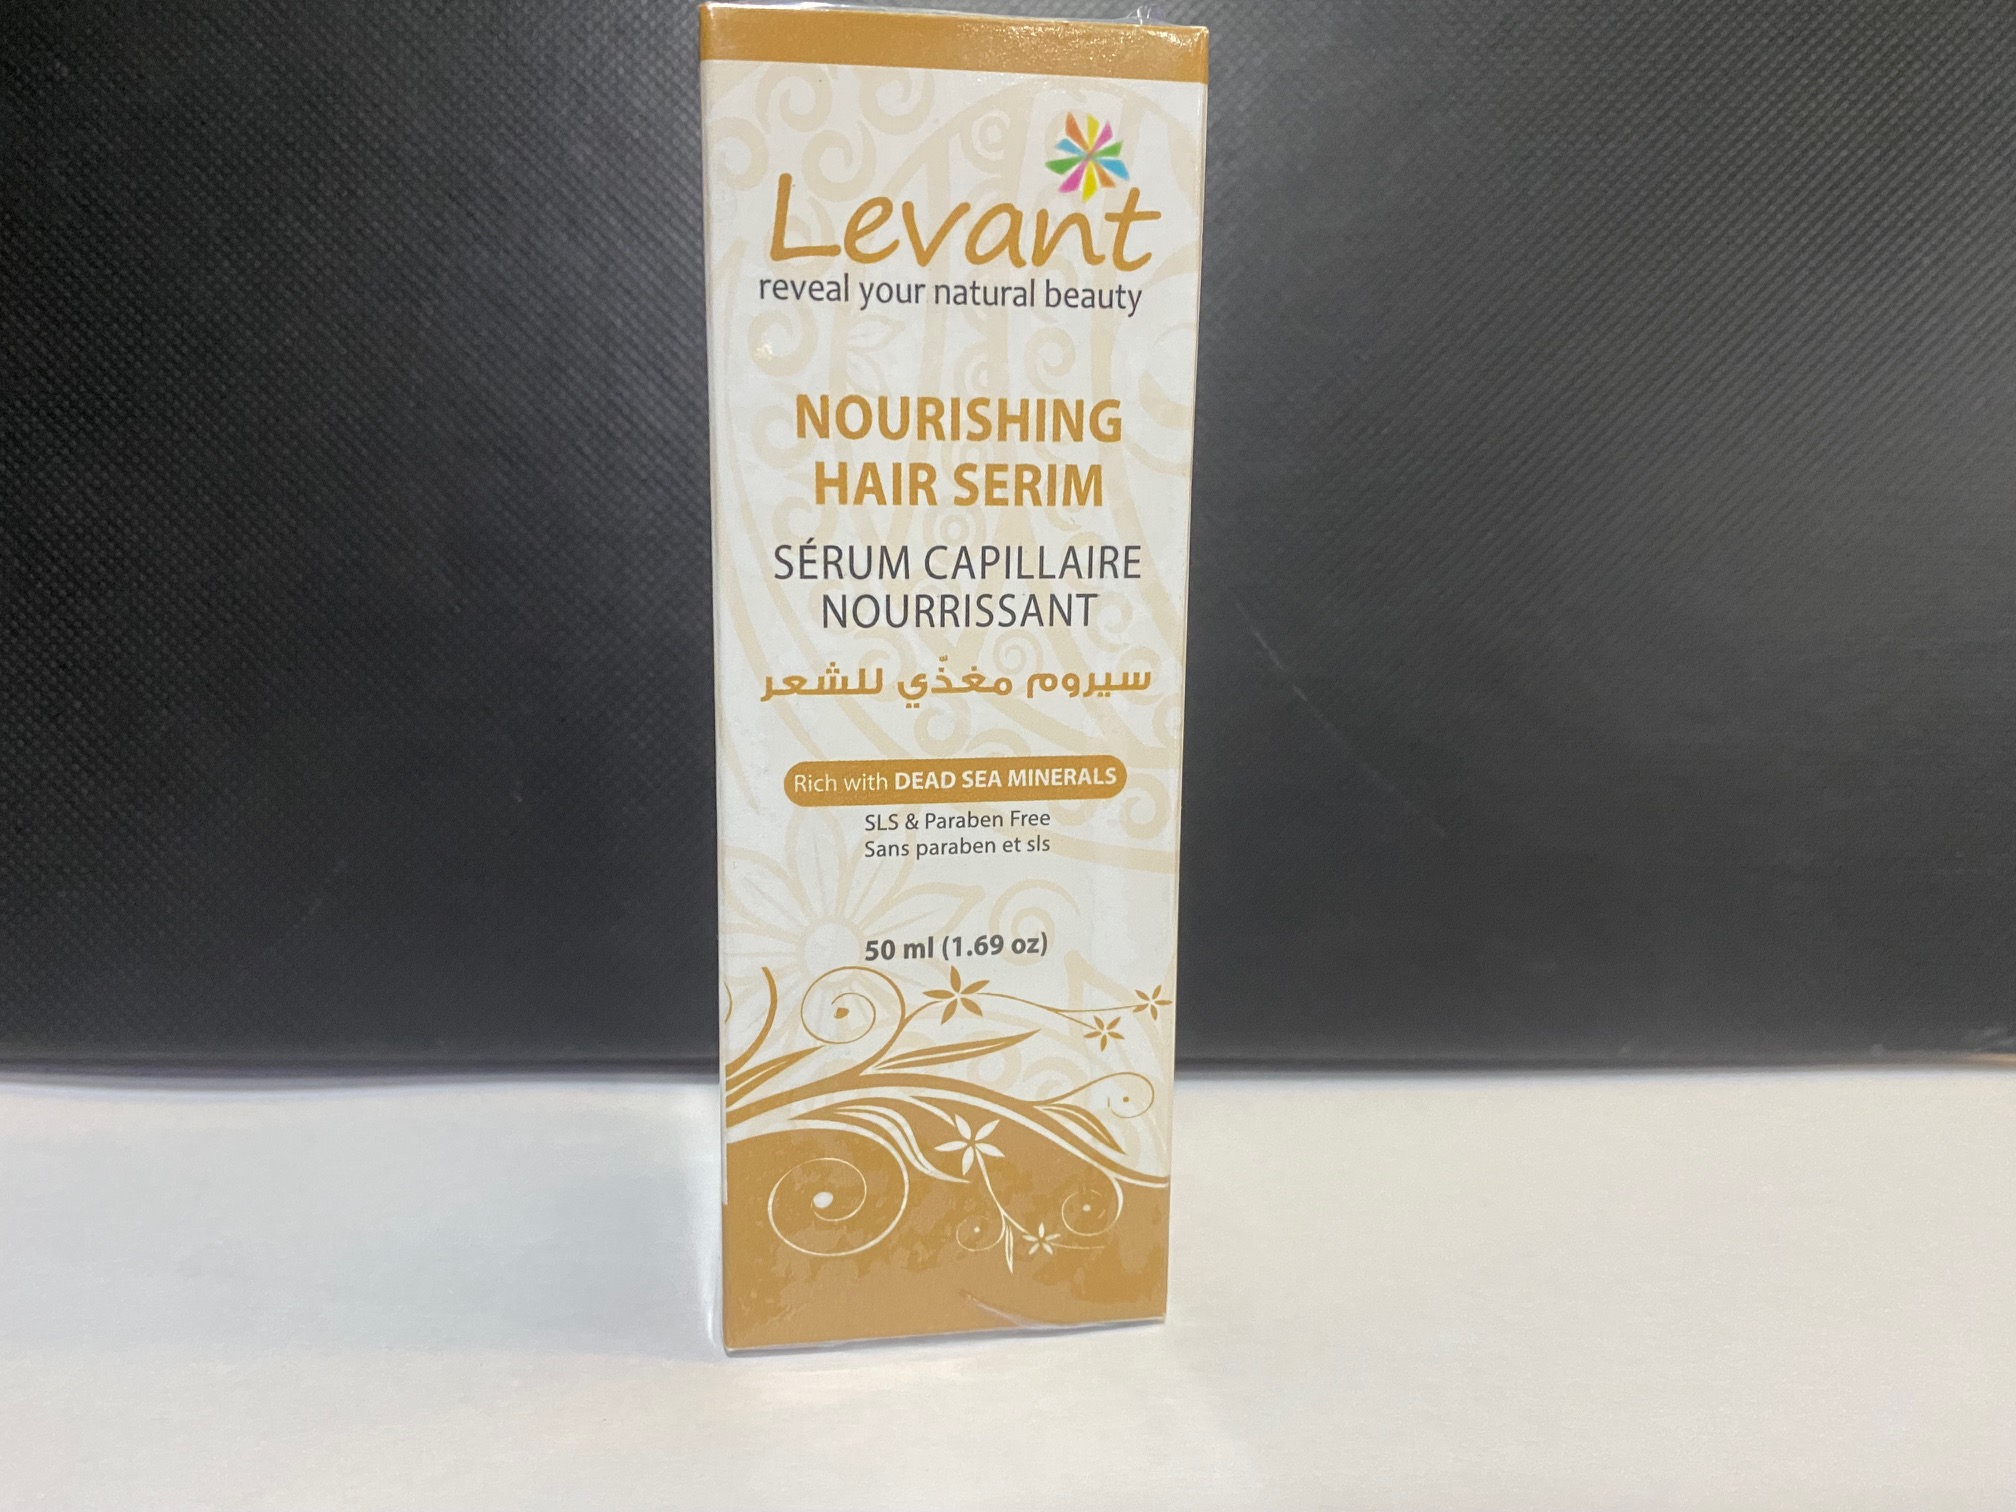 Levant
reveal your natural beauty
NOURISHING
HAIR SERIM
SÉRUM CAPILLAIRE
NOURRISSANT
سيروم مغذّي للشعر
Rich with DEAD SEA MINERALS
SLS & Paraben Free
Sans paraben et sls
50 ml (1.69 oz)